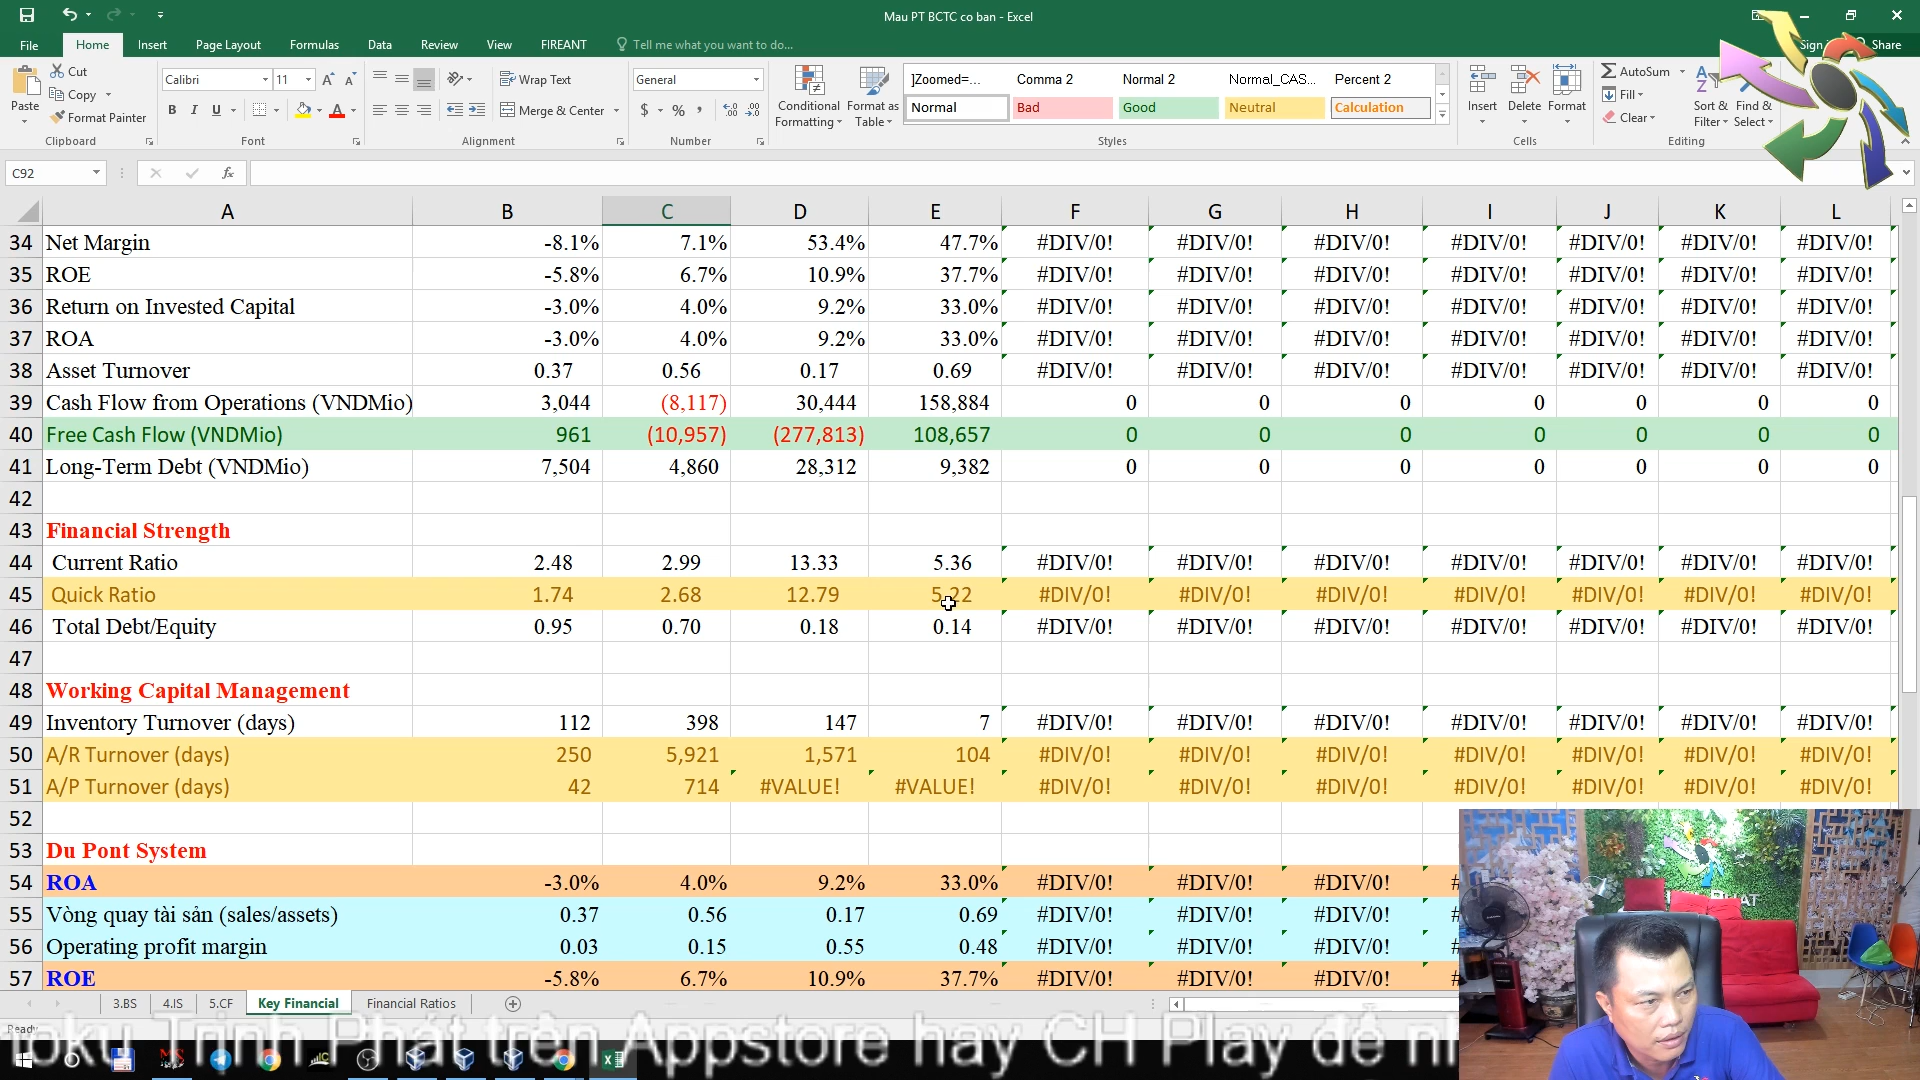 Mau PT BCTC co ban - Excel
File Home Insert Page Layout Formulas Data Review View FIREANT Tell me what you want to do... Share
Cut
Copy
Format Painter
Paste
Clipboard
Calibri 11
B I U
Font
Wrap Text
Merge & Center
Alignment
General
$ % ,
Number
Conditional Formatting
Format as Table
]Zoomed=... Comma 2 Normal 2 Normal_CAS... Percent 2
Normal Bad Good Neutral Calculation
Styles
Insert Delete Format
Cells
AutoSum
Fill
Clear
Sort & Filter
Find & Select
Editing
C92 fx
A B C D E F G H I J K L
34 Net Margin -8.1% 7.1% 53.4% 47.7% #DIV/0! #DIV/0! #DIV/0! #DIV/0! #DIV/0! #DIV/0! #DIV/0!
35 ROE -5.8% 6.7% 10.9% 37.7% #DIV/0! #DIV/0! #DIV/0! #DIV/0! #DIV/0! #DIV/0! #DIV/0!
36 Return on Invested Capital -3.0% 4.0% 9.2% 33.0% #DIV/0! #DIV/0! #DIV/0! #DIV/0! #DIV/0! #DIV/0! #DIV/0!
37 ROA -3.0% 4.0% 9.2% 33.0% #DIV/0! #DIV/0! #DIV/0! #DIV/0! #DIV/0! #DIV/0! #DIV/0!
38 Asset Turnover 0.37 0.56 0.17 0.69 #DIV/0! #DIV/0! #DIV/0! #DIV/0! #DIV/0! #DIV/0! #DIV/0!
39 Cash Flow from Operations (VNDMio) 3,044 (8,117) 30,444 158,884 0 0 0 0 0 0 0
40 Free Cash Flow (VNDMio) 961 (10,957) (277,813) 108,657 0 0 0 0 0 0 0
41 Long-Term Debt (VNDMio) 7,504 4,860 28,312 9,382 0 0 0 0 0 0 0
42
43 Financial Strength
44 Current Ratio 2.48 2.99 13.33 5.36 #DIV/0! #DIV/0! #DIV/0! #DIV/0! #DIV/0! #DIV/0! #DIV/0!
45 Quick Ratio 1.74 2.68 12.79 5.22 #DIV/0! #DIV/0! #DIV/0! #DIV/0! #DIV/0! #DIV/0! #DIV/0!
46 Total Debt/Equity 0.95 0.70 0.18 0.14 #DIV/0! #DIV/0! #DIV/0! #DIV/0! #DIV/0! #DIV/0! #DIV/0!
47
48 Working Capital Management
49 Inventory Turnover (days) 112 398 147 7 #DIV/0! #DIV/0! #DIV/0! #DIV/0! #DIV/0! #DIV/0! #DIV/0!
50 A/R Turnover (days) 250 5,921 1,571 104 #DIV/0! #DIV/0! #DIV/0! #DIV/0! #DIV/0! #DIV/0! #DIV/0!
51 A/P Turnover (days) 42 714 #VALUE! #VALUE! #DIV/0! #DIV/0! #DIV/0! #DIV/0! #DIV/0! #DIV/0! #DIV/0!
52
53 Du Pont System
54 ROA -3.0% 4.0% 9.2% 33.0% #DIV/0! #DIV/0! #DIV/0!
55 Vòng quay tài sản (sales/assets) 0.37 0.56 0.17 0.69 #DIV/0! #DIV/0! #DIV/0!
56 Operating profit margin 0.03 0.15 0.55 0.48 #DIV/0! #DIV/0! #DIV/0!
57 ROE -5.8% 6.7% 10.9% 37.7% #DIV/0! #DIV/0! #DIV/0!
3.BS 4.IS 5.CF Key Financial Financial Ratios
Trịnh Phát trên Appstore hay CH Play để